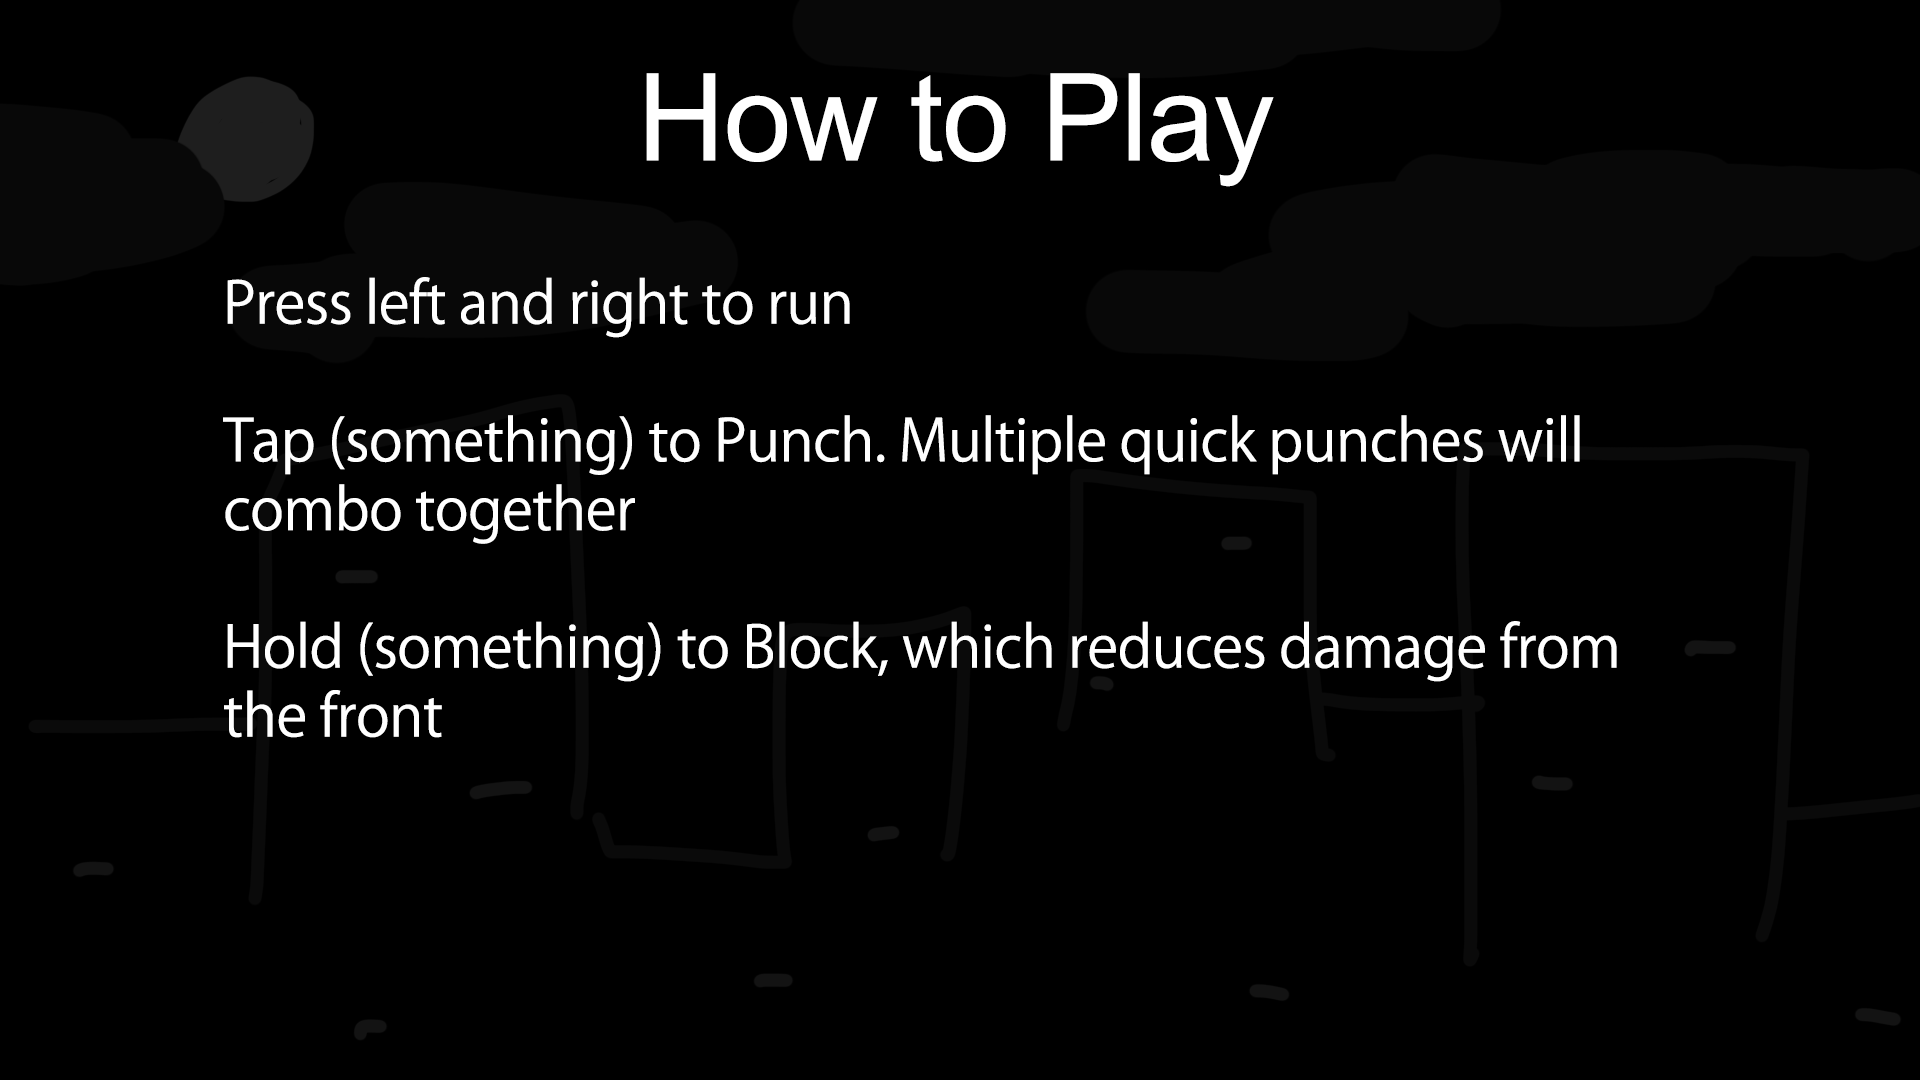 How to Play
Press left and right to run
Tap (something) to Punch. Multiple quick punches will
combo together
Hold (something) to Block, which reduces damage from
the front